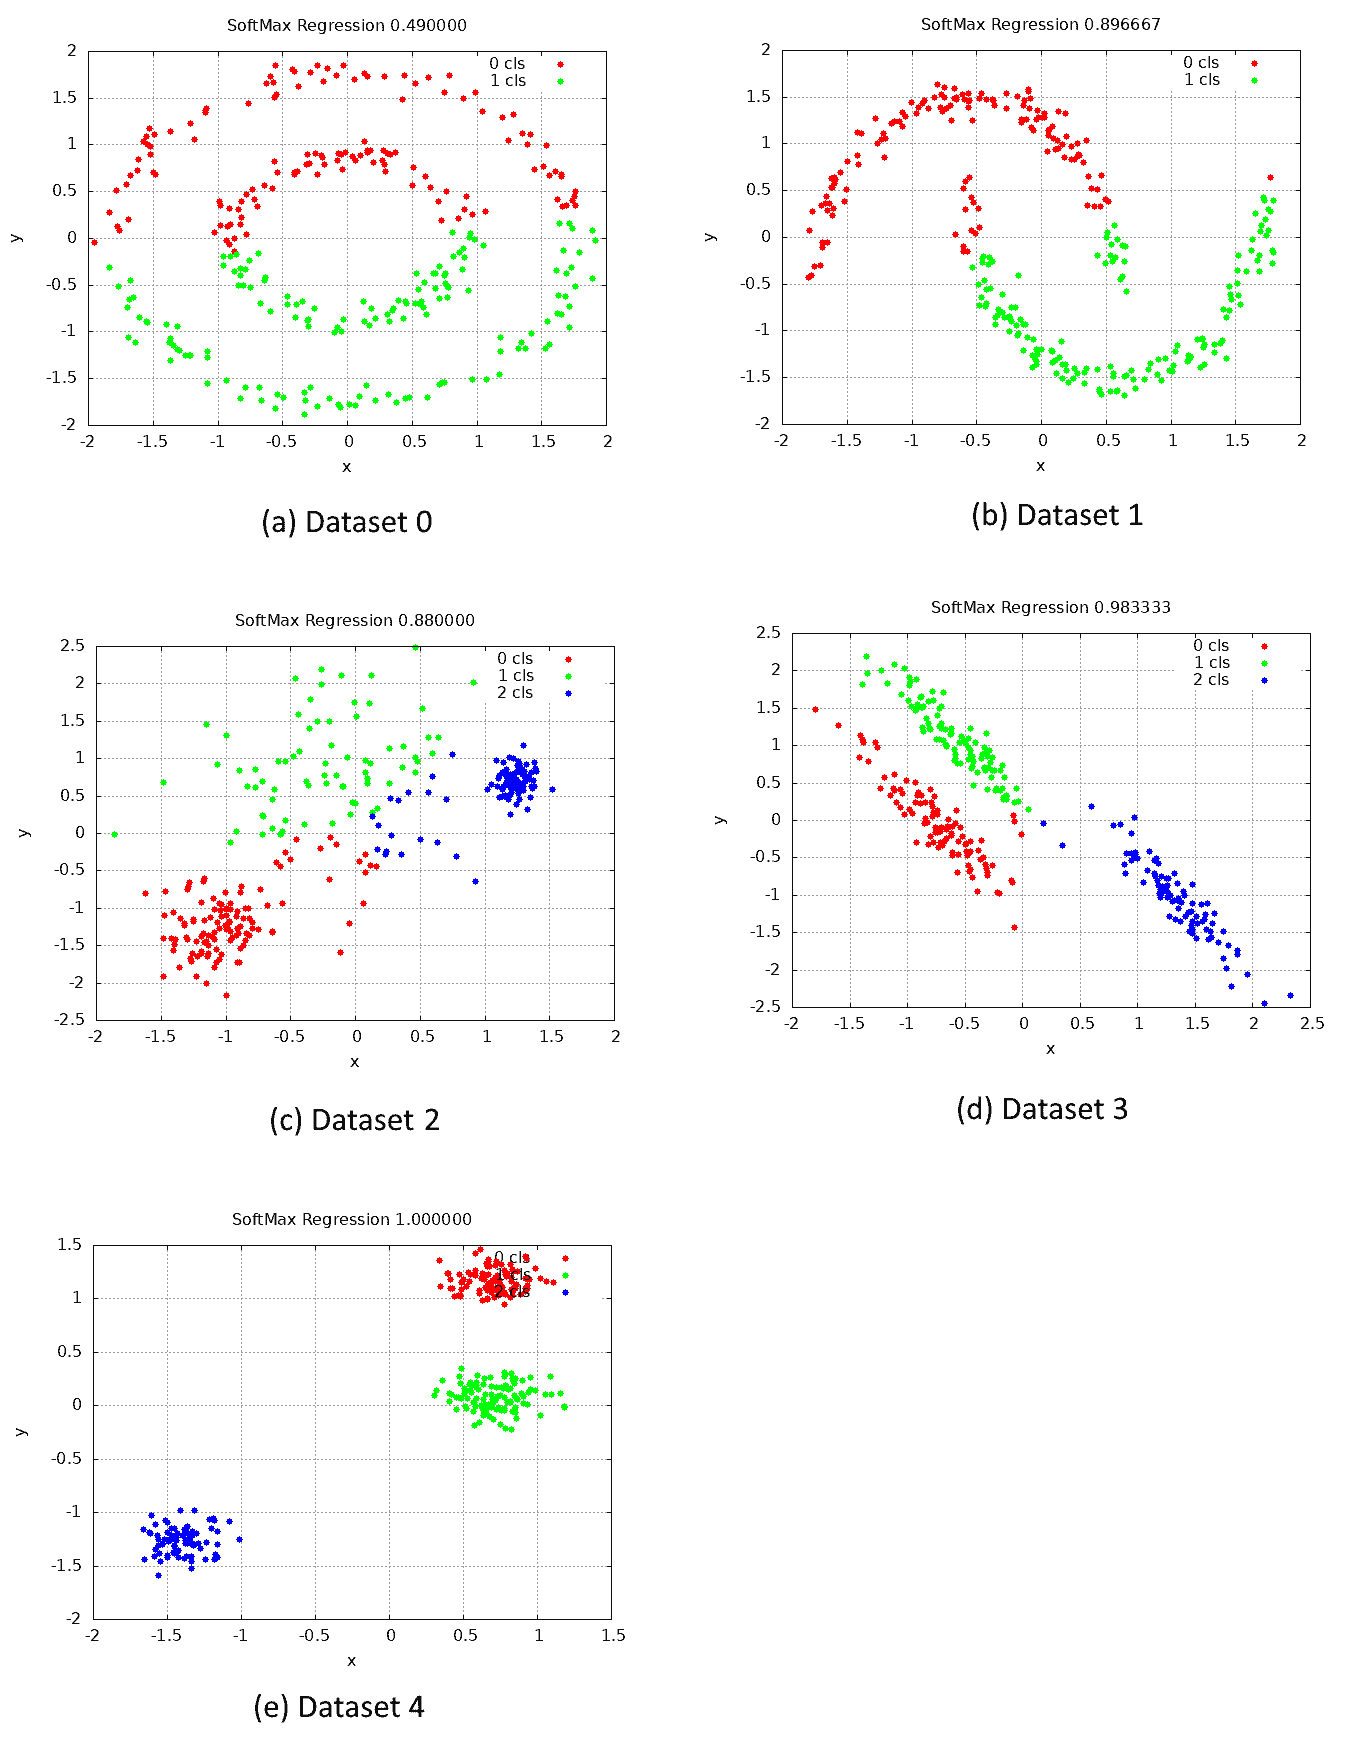 SoftMax Regression 0.490000
0 cls
1 cls
2
1.5
1
0.5
0
-0.5
-1
-1.5
-2
y
-2 -1.5 -1 -0.5 0 0.5 1 1.5 2
x
(a) Dataset 0
SoftMax Regression 0.896667
0 cls
1 cls
2
1.5
1
0.5
0
-0.5
-1
-1.5
-2
y
-2 -1.5 -1 -0.5 0 0.5 1 1.5 2
x
(b) Dataset 1
SoftMax Regression 0.880000
0 cls
1 cls
2 cls
2.5
2
1.5
1
0.5
0
-0.5
-1
-1.5
-2
-2.5
y
-2 -1.5 -1 -0.5 0 0.5 1 1.5 2
x
(c) Dataset 2
SoftMax Regression 0.983333
0 cls
1 cls
2 cls
2.5
2
1.5
1
0.5
0
-0.5
-1
-1.5
-2
-2.5
y
-2 -1.5 -1 -0.5 0 0.5 1 1.5 2 2.5
x
(d) Dataset 3
SoftMax Regression 1.000000
0 cls
1 cls
2 cls
1.5
1
0.5
0
-0.5
-1
-1.5
-2
y
-2 -1.5 -1 -0.5 0 0.5 1 1.5
x
(e) Dataset 4